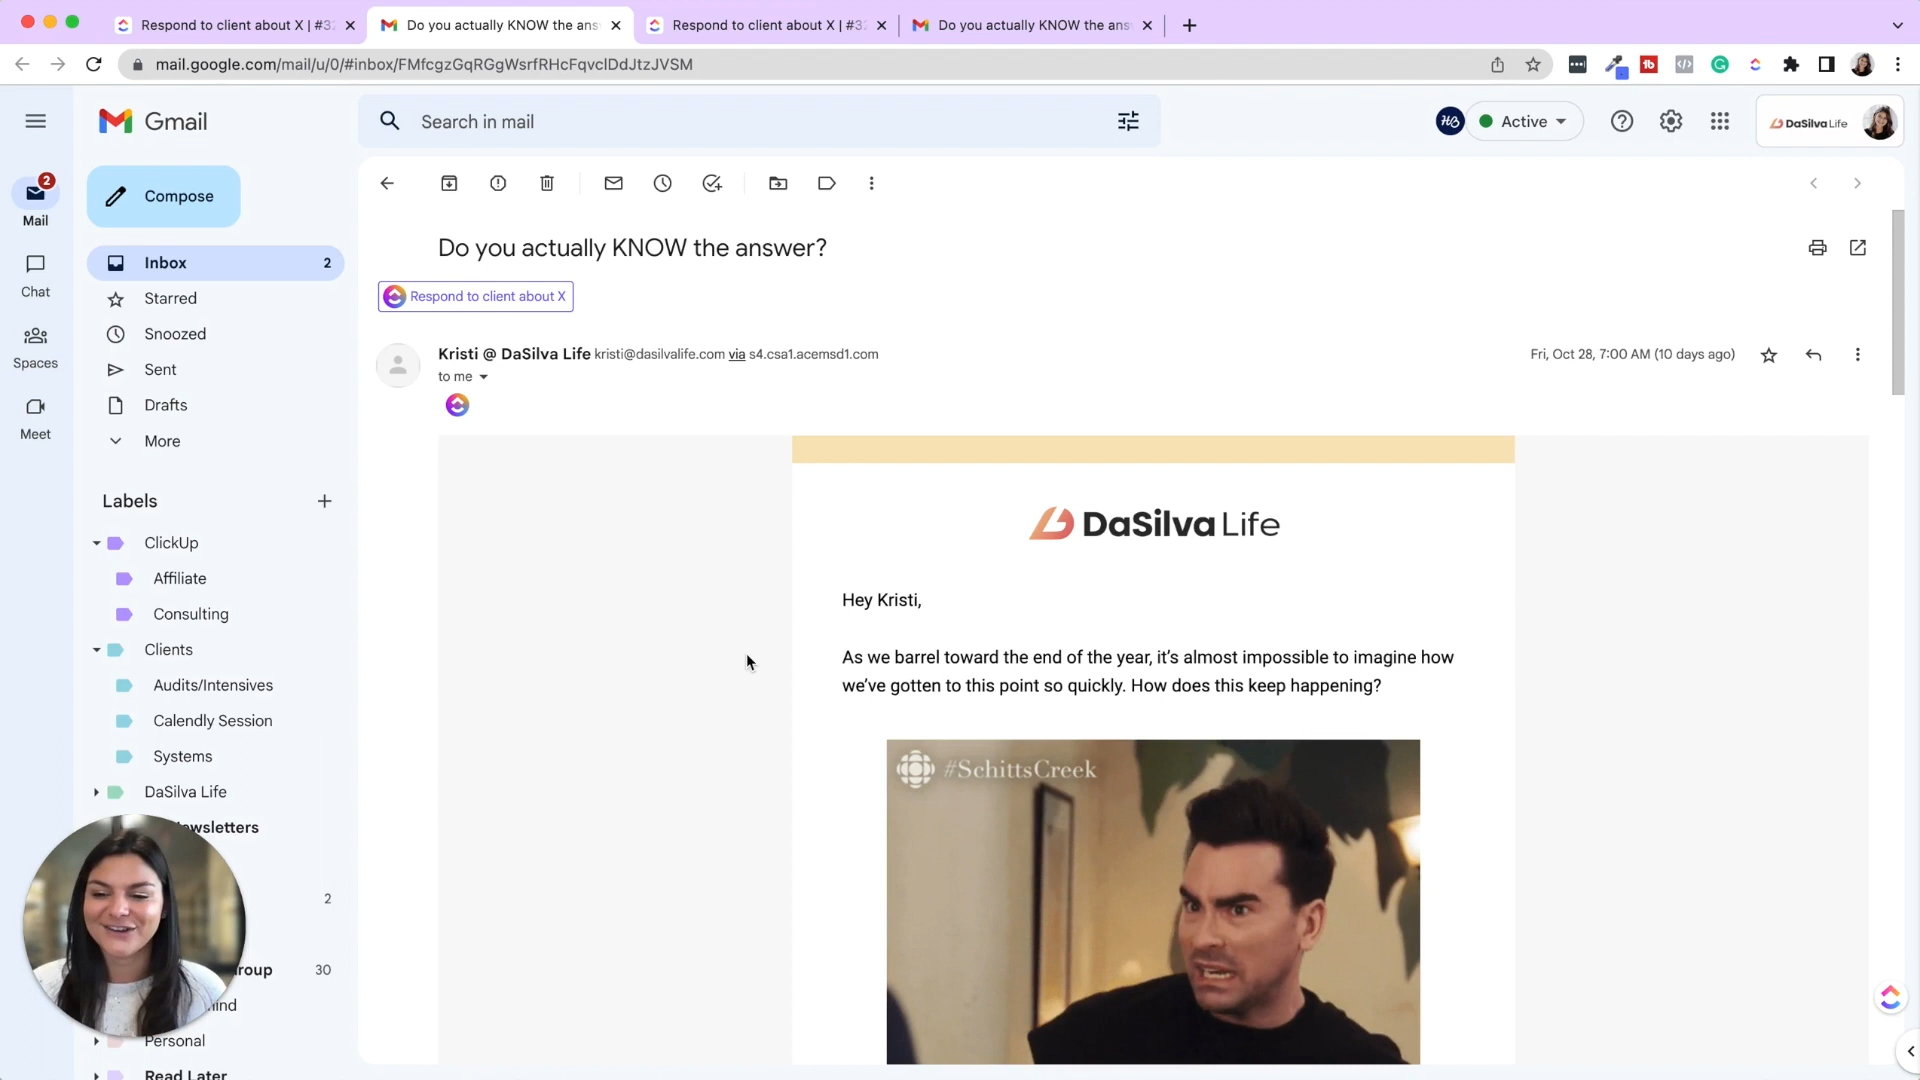 Respond to client about X | #3
Do you actually KNOW the ans
Respond to client about X | #3
Do you actually KNOW the ans
mail.google.com/mail/u/0/#inbox/FMfcgzGqRGgWsrfRHcFqvclDdJtzJVSM
Gmail
Search in mail
HB
Active
DaSilva Life
2
Mail
Chat
Spaces
Meet
Compose
Inbox 2
Starred
Snoozed
Sent
Drafts
More
Labels
ClickUp
Affiliate
Consulting
Clients
Audits/Intensives
Calendly Session
Systems
DaSilva Life
wsletters
2
roup 30
ind
Personal
Read Later
Do you actually KNOW the answer?
Respond to client about X
Kristi @ DaSilva Life kristi@dasilvalife.com via s4.csa1.acemsd1.com
Fri, Oct 28, 7:00 AM (10 days ago)
to me
DaSilva Life
Hey Kristi,
As we barrel toward the end of the year, it's almost impossible to imagine how
we've gotten to this point so quickly. How does this keep happening?
#SchittsCreek